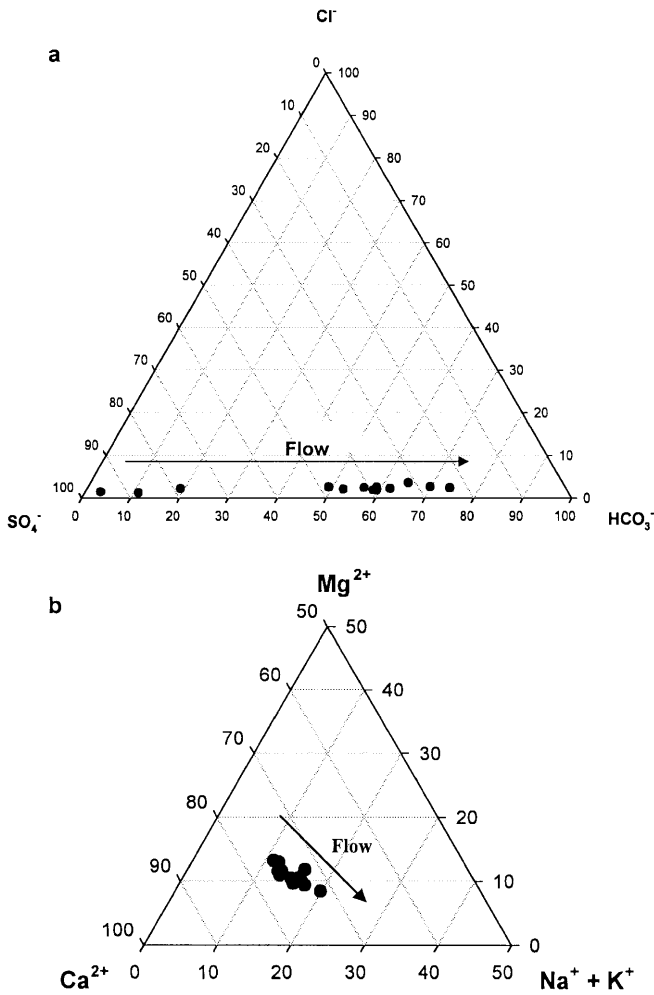 Cl⁻
a
0 100
10 90
20 80
30 70
40 60
50 50
60 40
70 30
80 20
90 10
Flow
100 0
0 10 20 30 40 50 60 70 80 90 100
SO₄⁻ HCO₃⁻
b
Mg²⁺
50 50
60 40
70 30
80 20
Flow
90 10
100 0
0 10 20 30 40 50
Ca²⁺ Na⁺ + K⁺